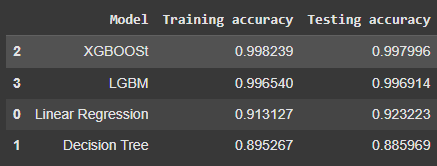 Model Training accuracy Testing accuracy
2 XGBOOSt 0.998239 0.997996
3 LGBM 0.996540 0.996914
0 Linear Regression 0.913127 0.923223
1 Decision Tree 0.895267 0.885969